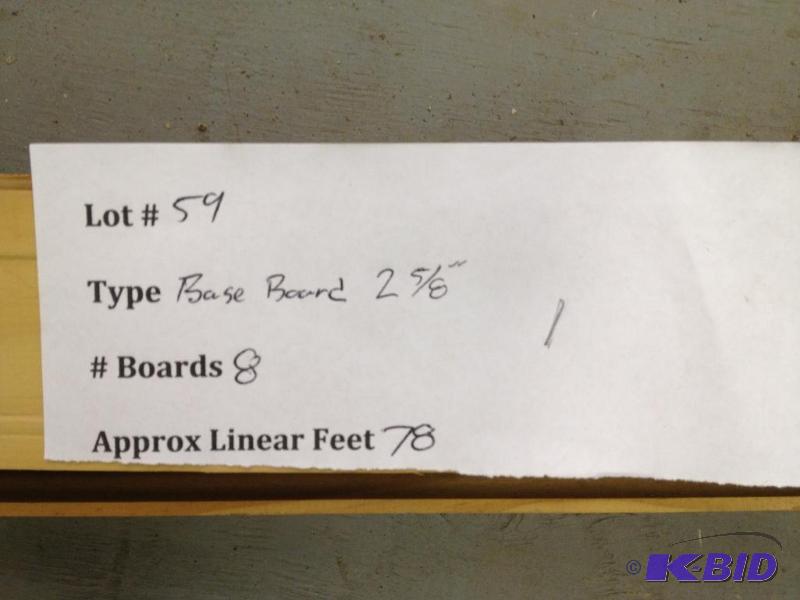 Lot # 59
Type Base Board 2 5/8"
1
# Boards 8
Approx Linear Feet 78
© K-BID